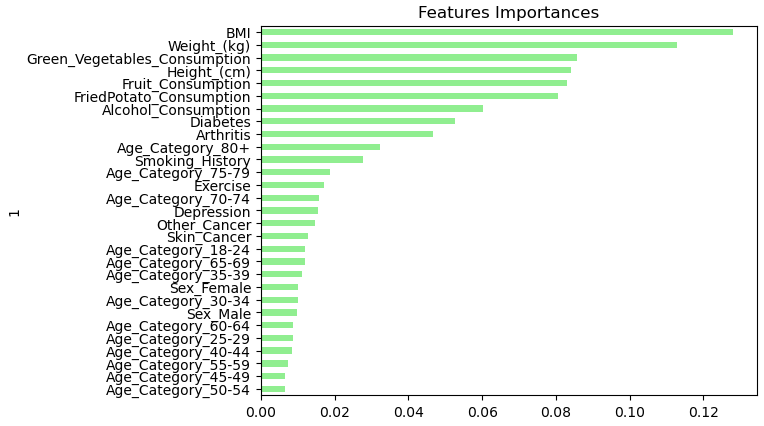 Features Importances
BMI
Weight_(kg)
Green_Vegetables_Consumption
Height_(cm)
Fruit_Consumption
FriedPotato_Consumption
Alcohol_Consumption
Diabetes
Arthritis
Age_Category_80+
Smoking_History
Age_Category_75-79
Exercise
Age_Category_70-74
Depression
Other_Cancer
Skin_Cancer
Age_Category_18-24
Age_Category_65-69
Age_Category_35-39
Sex_Female
Age_Category_30-34
Sex_Male
Age_Category_60-64
Age_Category_25-29
Age_Category_40-44
Age_Category_55-59
Age_Category_45-49
Age_Category_50-54
1
0.00 0.02 0.04 0.06 0.08 0.10 0.12